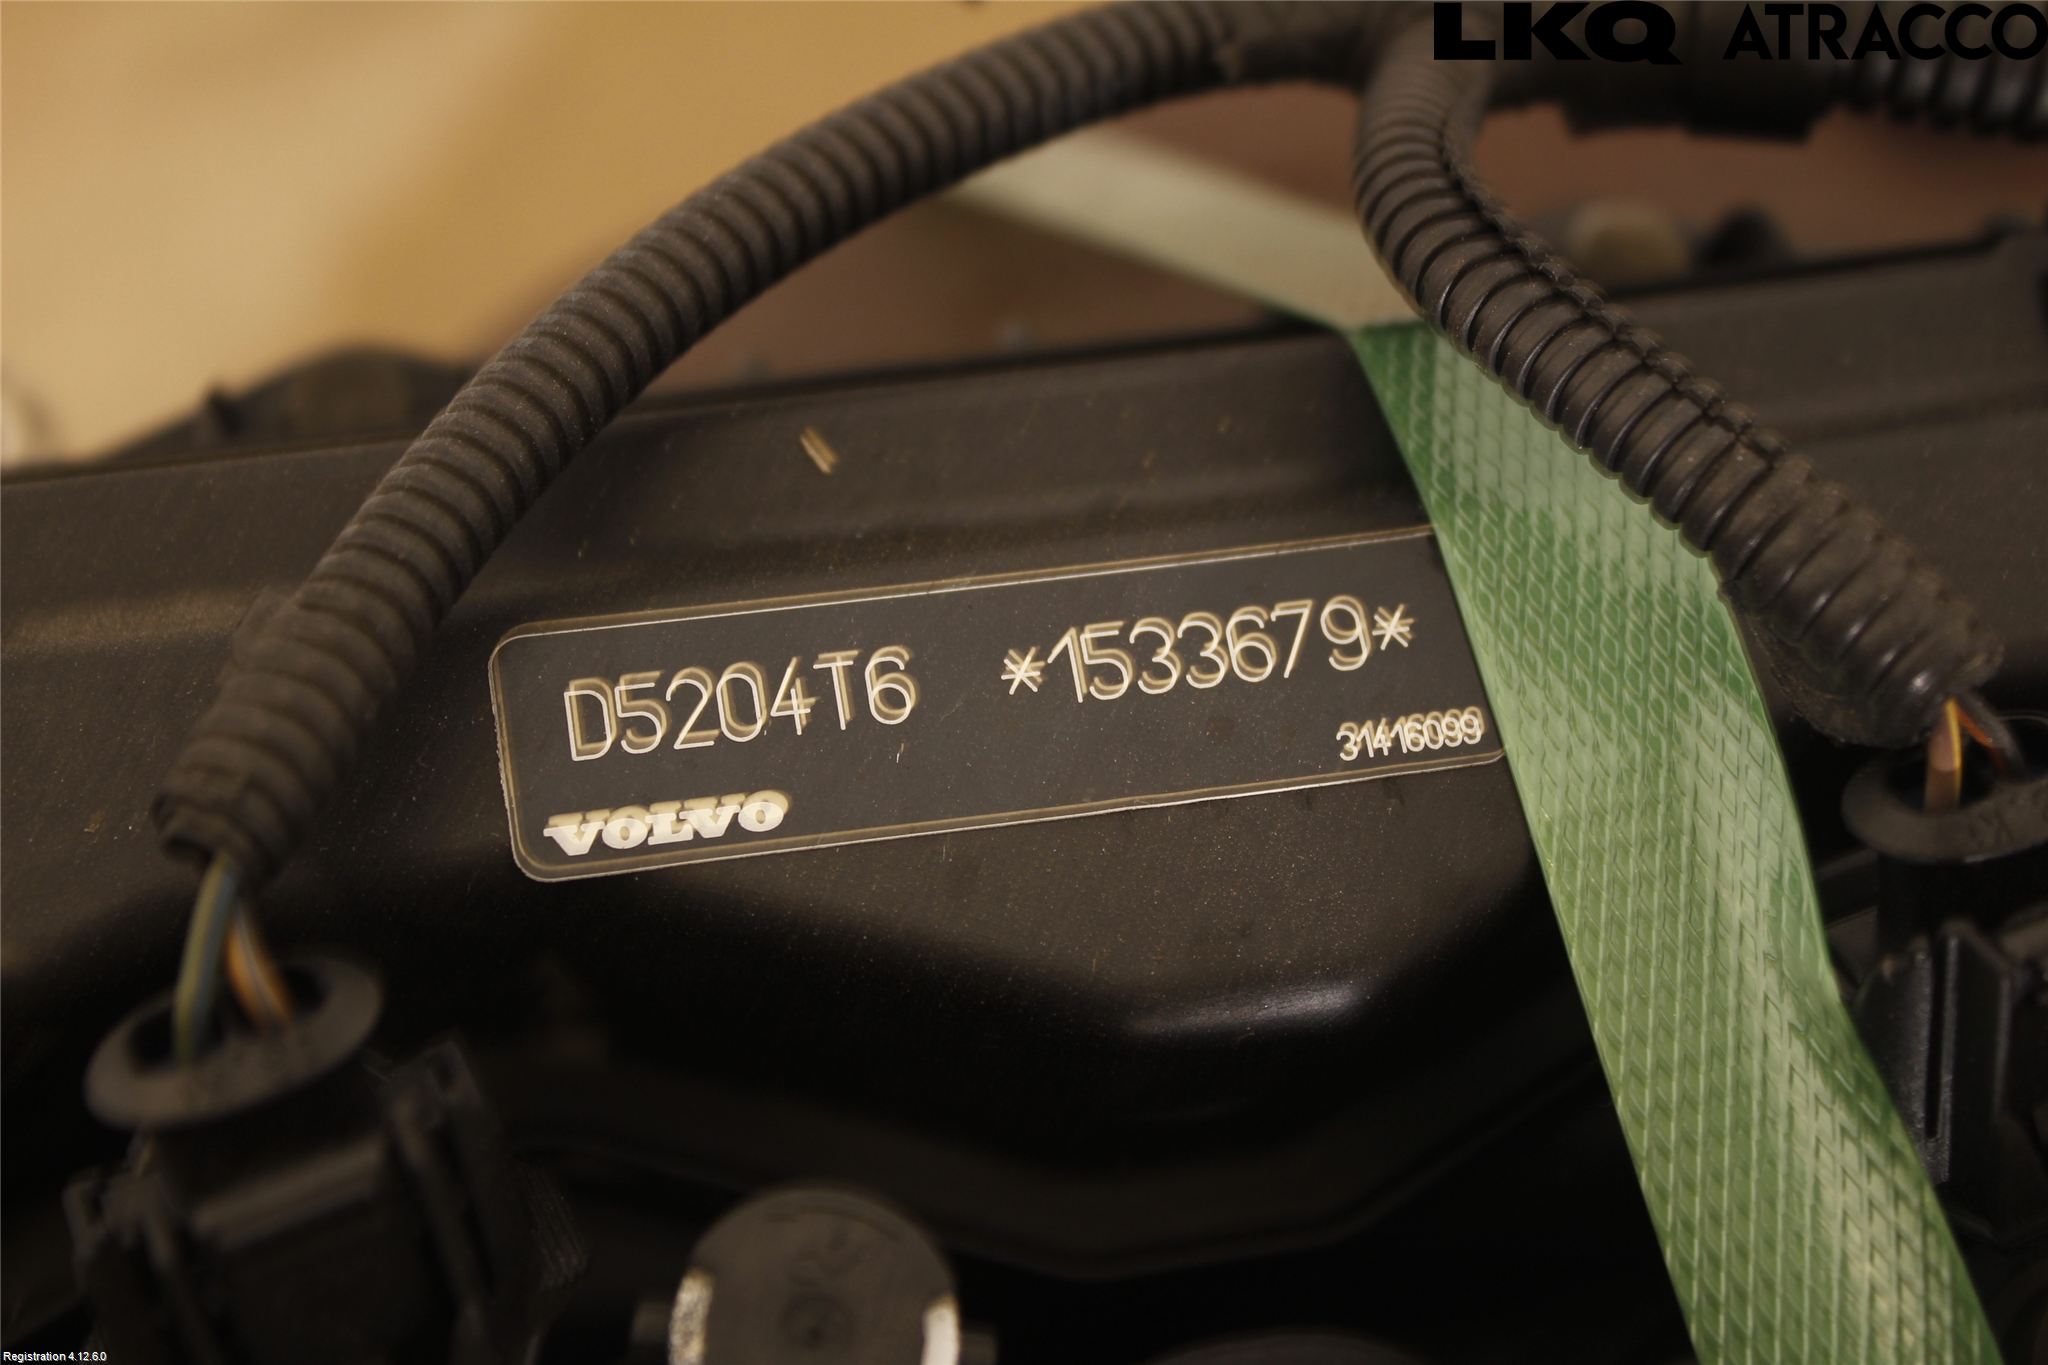 LKQ ATRACCO
D5204T6 *1533679*
31416099
VOLVO
Registration 4.12.6.0